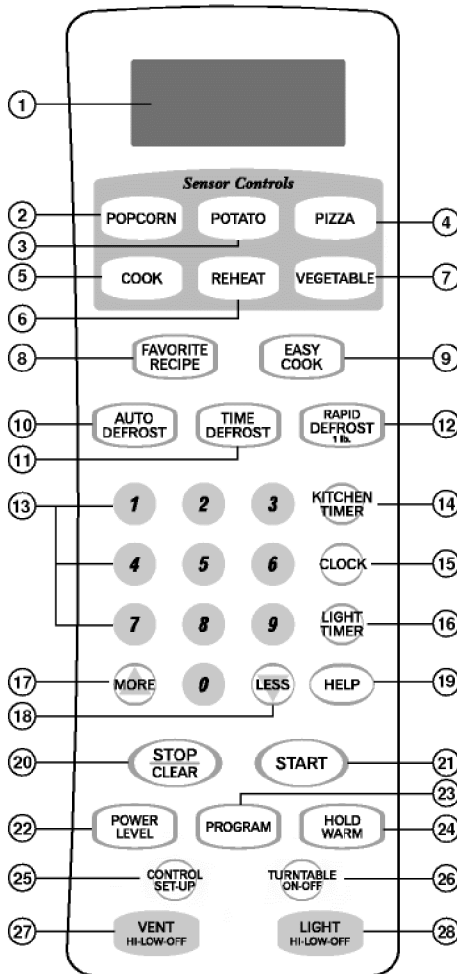 1
Sensor Controls
2 POPCORN POTATO PIZZA 4
3
5 COOK REHEAT VEGETABLE 7
6
8 FAVORITE RECIPE EASY COOK 9
10 AUTO DEFROST TIME DEFROST RAPID DEFROST 1 lb. 12
11
13 1 2 3 KITCHEN TIMER 14
4 5 6 CLOCK 15
7 8 9 LIGHT TIMER 16
17 MORE 0 LESS HELP 19
18
20 STOP CLEAR START 21
23
22 POWER LEVEL PROGRAM HOLD WARM 24
25 CONTROL SET-UP TURNTABLE ON-OFF 26
27 VENT HI-LOW-OFF LIGHT HI-LOW-OFF 28